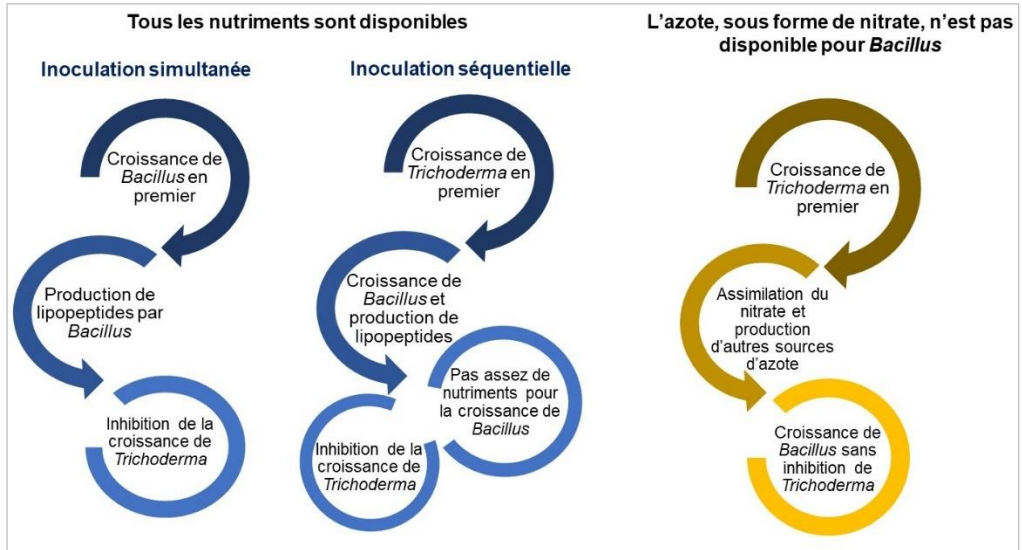 Tous les nutriments sont disponibles
Inoculation simultanée
Croissance de
Bacillus en
premier
Production de
lipopeptides par
Bacillus
Inhibition de la
croissance de
Trichoderma
Inoculation séquentielle
Croissance de
Trichoderma en
premier
Croissance de
Bacillus et
production de
lipopeptides
Pas assez de
nutriments pour
la croissance de
Bacillus
Inhibition de la
croissance de
Trichoderma
L’azote, sous forme de nitrate, n’est pas
disponible pour Bacillus
Croissance de
Trichoderma en
premier
Assimilation du
nitrate et
production
d’autres sources
d’azote
Croissance de
Bacillus sans
inhibition de
Trichoderma